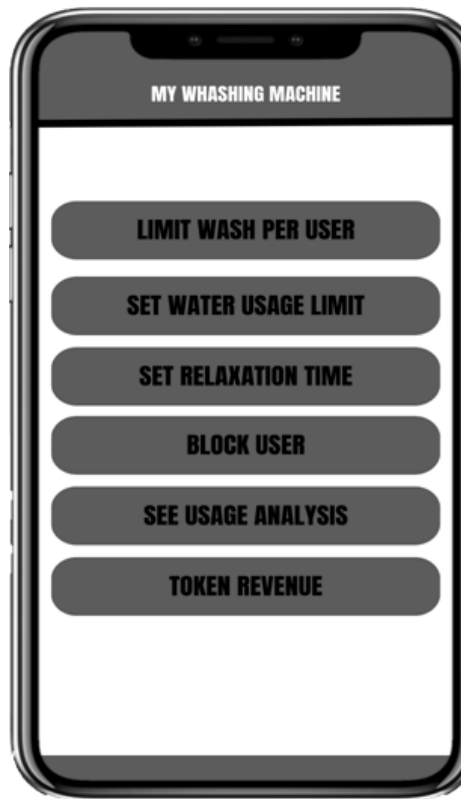 MY WHASHING MACHINE
LIMIT WASH PER USER
SET WATER USAGE LIMIT
SET RELAXATION TIME
BLOCK USER
SEE USAGE ANALYSIS
TOKEN REVENUE